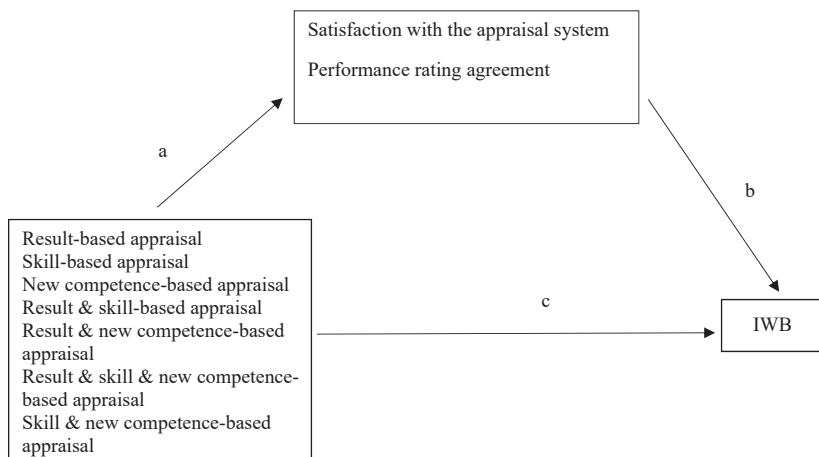 Satisfaction with the appraisal system
Performance rating agreement
a
b
Result-based appraisal
Skill-based appraisal
New competence-based appraisal
Result & skill-based appraisal
Result & new competence-based
appraisal
Result & skill & new competence-
based appraisal
Skill & new competence-based
appraisal
c
IWB